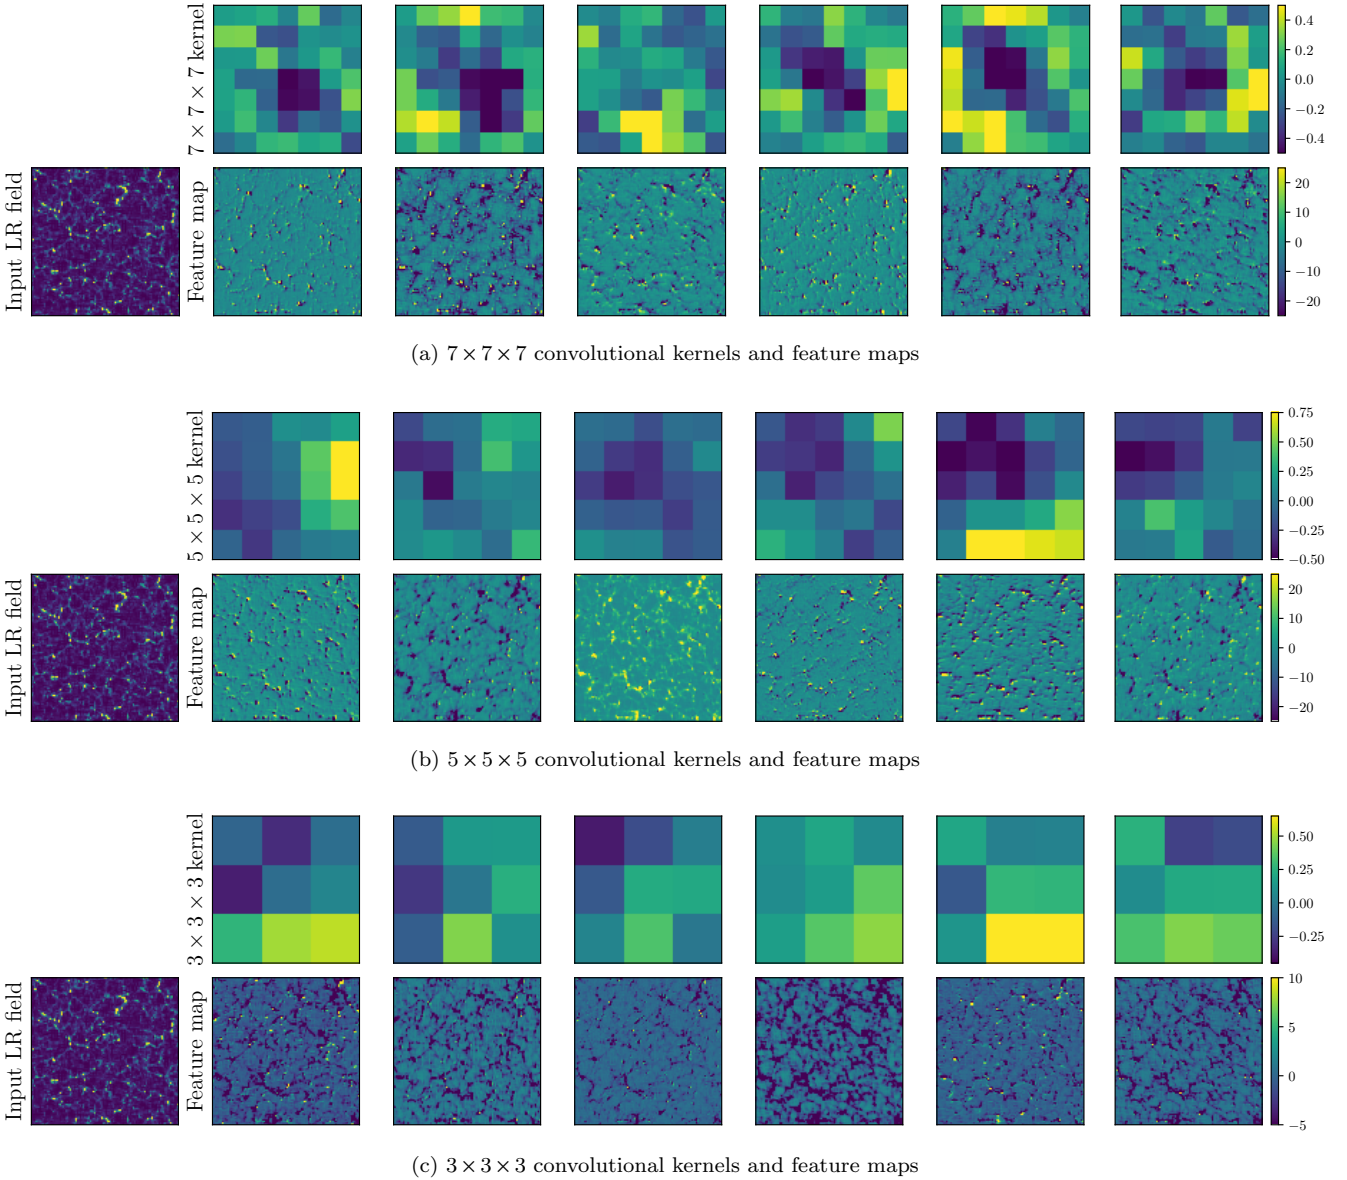 7 × 7 × 7 kernel
0.4
0.2
0.0
−0.2
−0.4
Input LR field
Feature map
20
10
0
−10
−20
(a) 7×7×7 convolutional kernels and feature maps
5 × 5 × 5 kernel
0.75
0.50
0.25
0.00
−0.25
−0.50
Input LR field
Feature map
20
10
0
−10
−20
(b) 5×5×5 convolutional kernels and feature maps
3 × 3 × 3 kernel
0.50
0.25
0.00
−0.25
Input LR field
Feature map
10
5
0
−5
(c) 3×3×3 convolutional kernels and feature maps